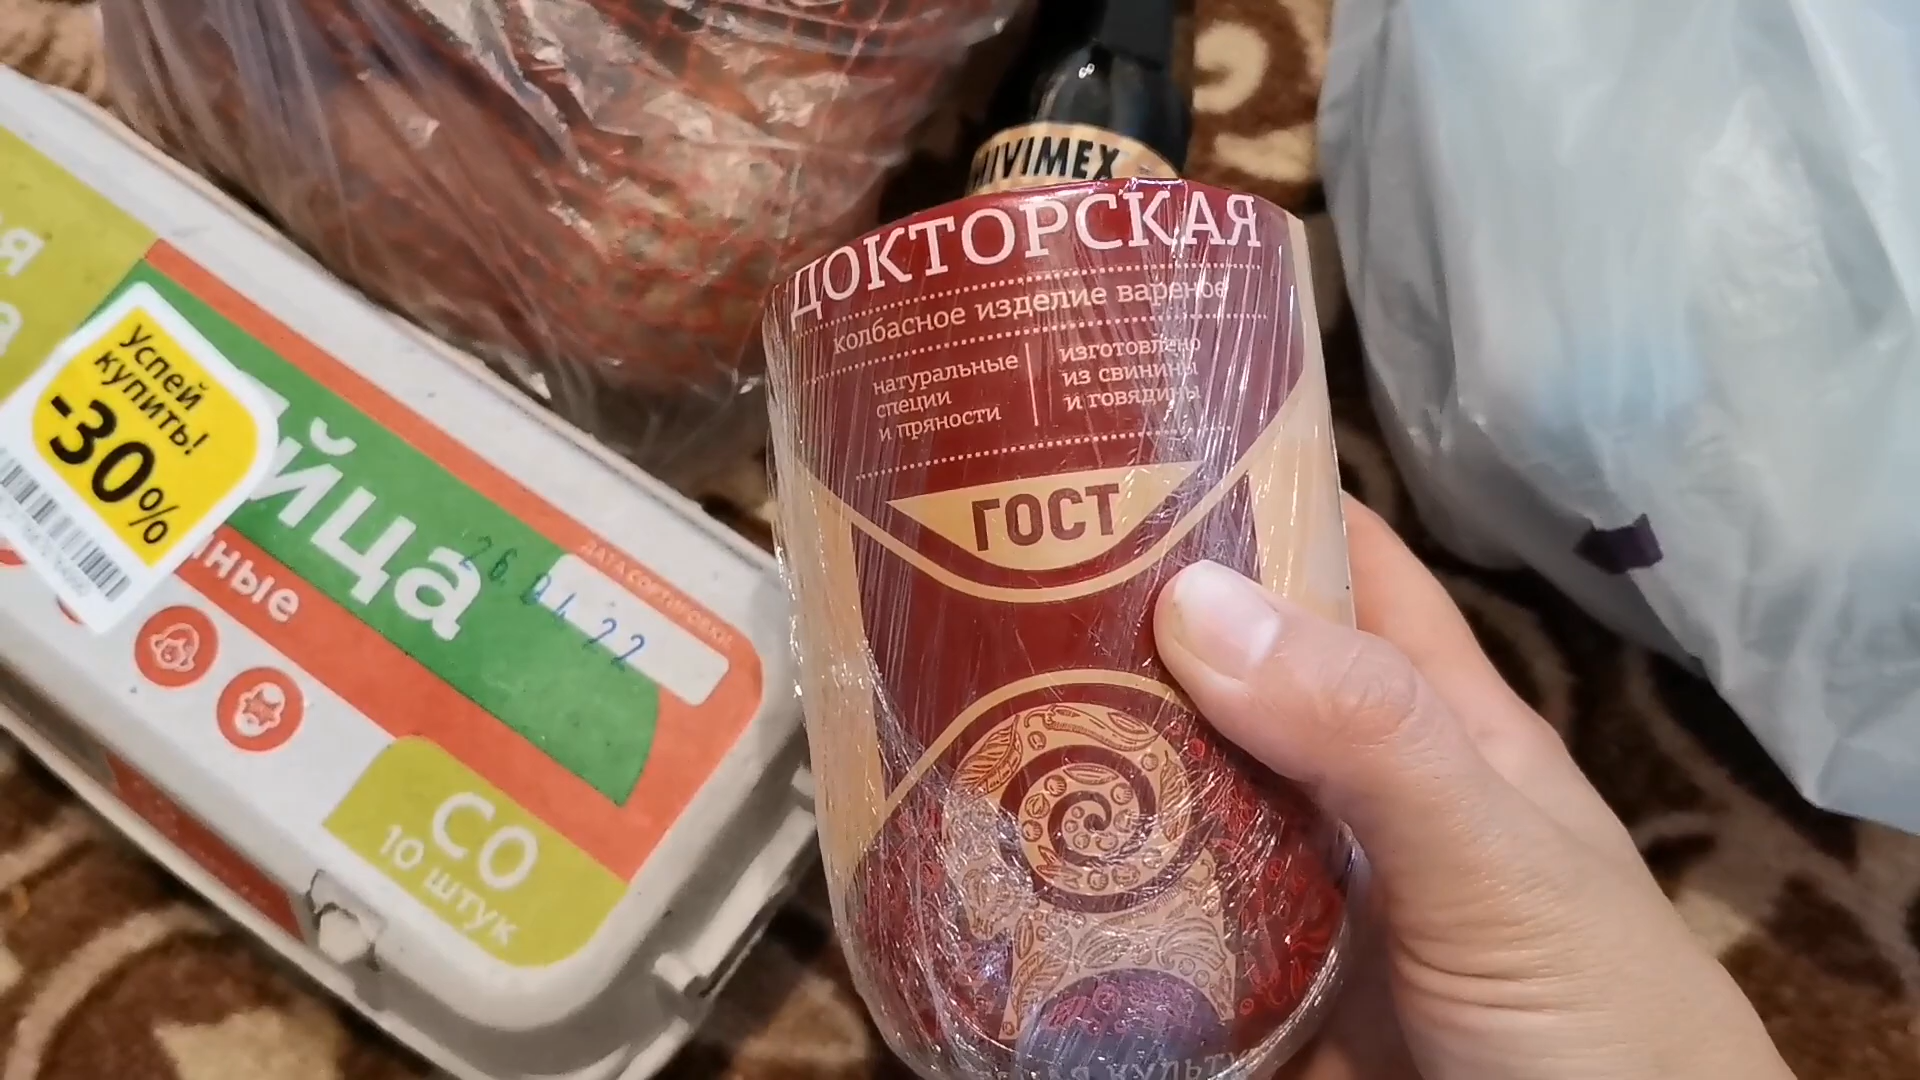 Успей
купить!
-30%
йца
ные
26 04 22
ДАТА СОРТИРОВКИ
СО
10 штук
MIVIMEX
ДОКТОРСКАЯ
колбасное изделие вареное
натуральные
специи
и пряности
изготовлено
из свинины
и говядины
ГОСТ